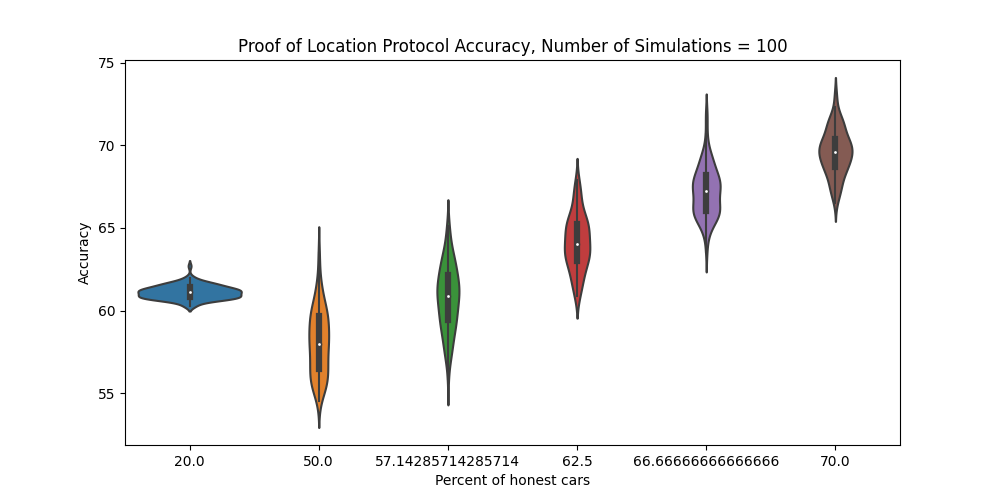 Proof of Location Protocol Accuracy, Number of Simulations = 100
75
70
65
60
55
Accuracy
20.0 50.0 57.14285714285714 62.5 66.66666666666666 70.0
Percent of honest cars